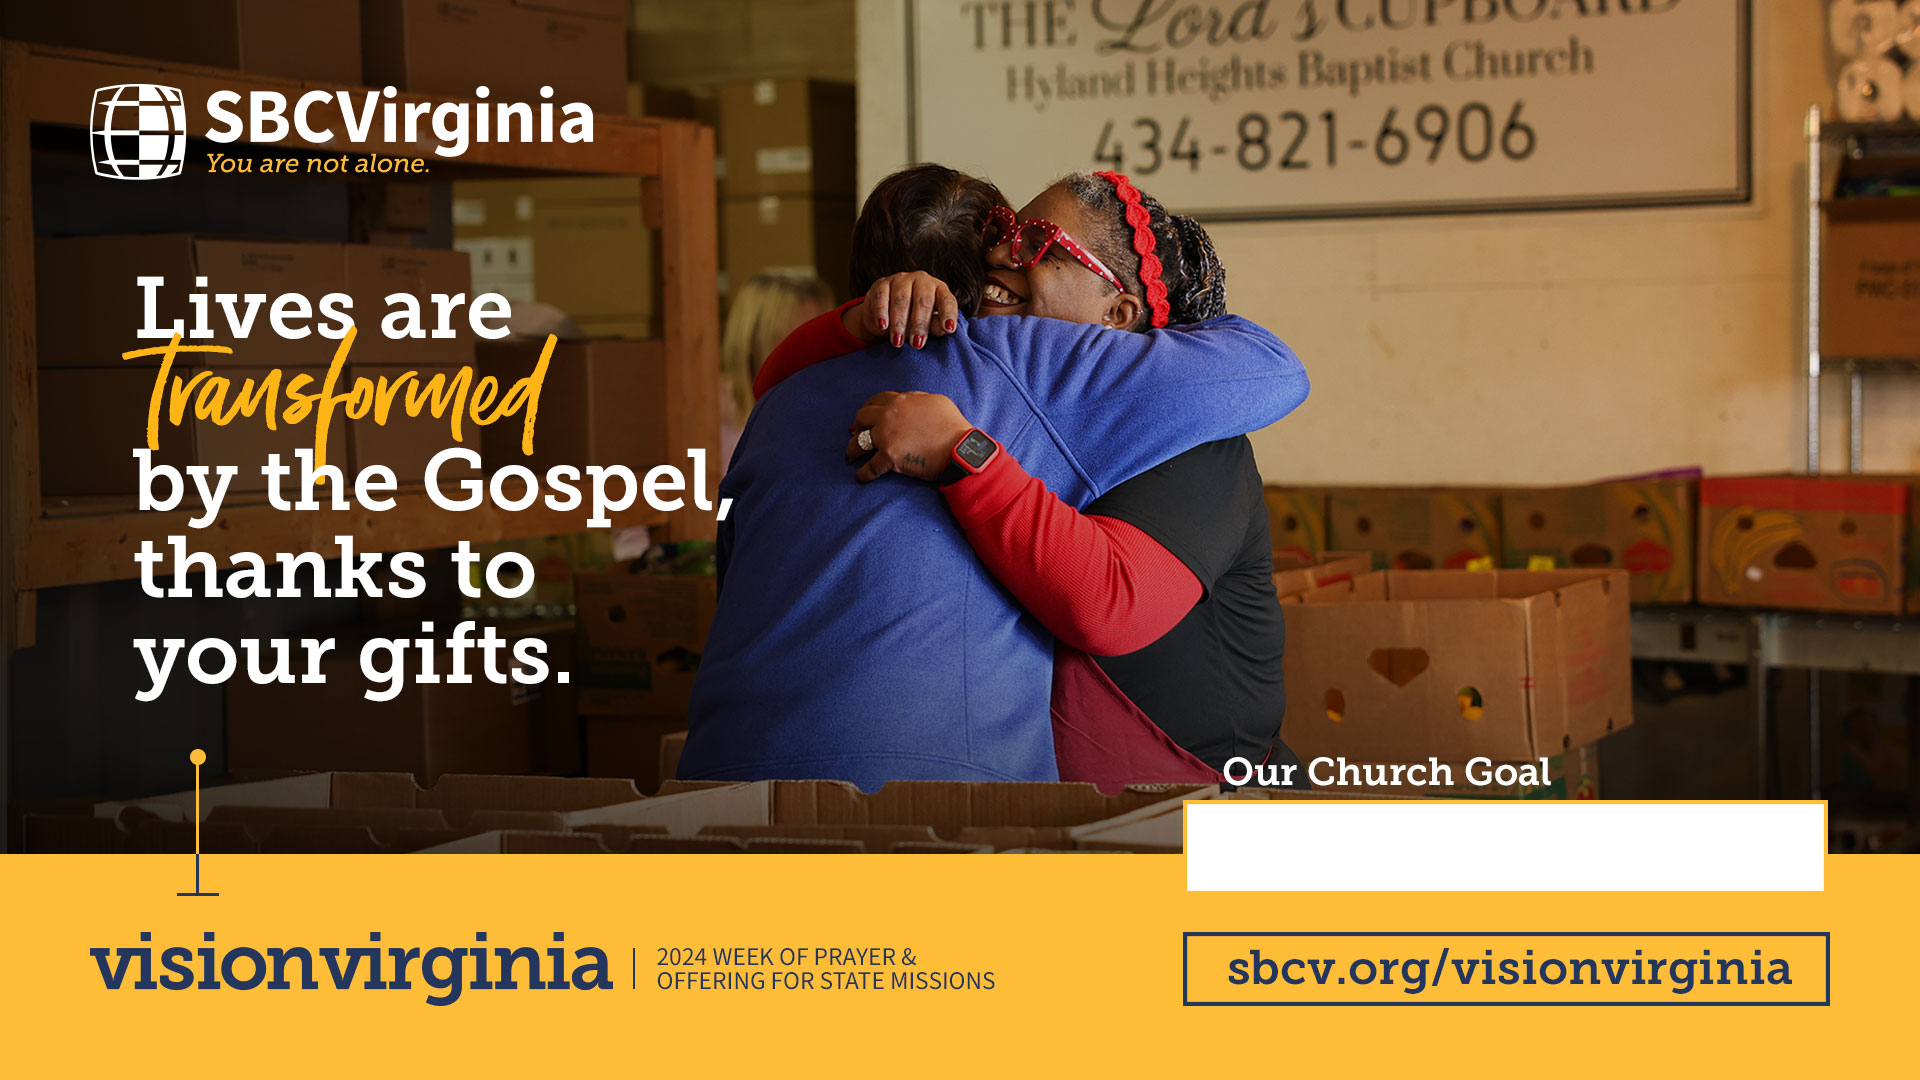 THE Lord's CUPBOARD
Hyland Heights Baptist Church
434-821-6906
SBCVirginia
You are not alone.
Lives are
Transformed
by the Gospel,
thanks to
your gifts.
Our Church Goal
visionvirginia
2024 WEEK OF PRAYER &
OFFERING FOR STATE MISSIONS
sbcv.org/visionvirginia